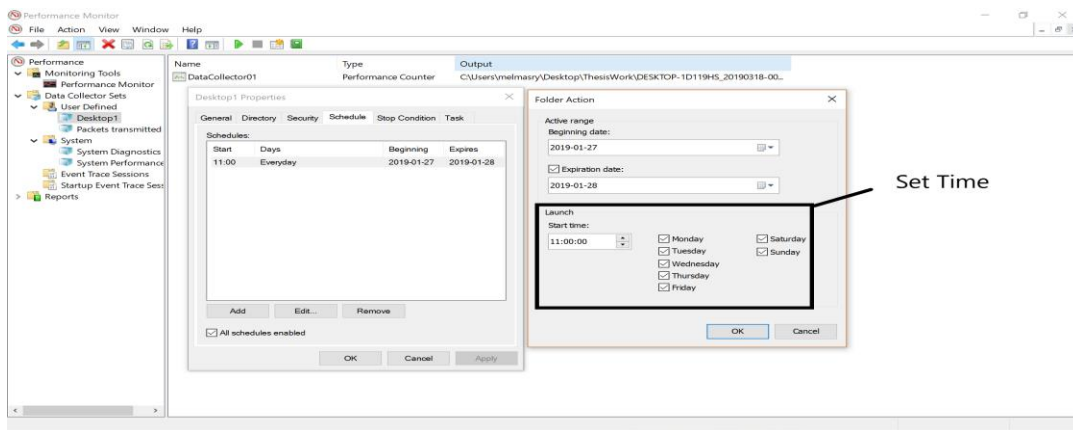 Performance Monitor
File Action View Window Help
Performance
Monitoring Tools
Performance Monitor
Data Collector Sets
User Defined
Desktop1
Packets transmitted
System
System Diagnostics
System Performance
Event Trace Sessions
Startup Event Trace Sess
Reports
Name Type Output
DataCollector01 Performance Counter C:\Users\melmasry\Desktop\ThesisWork\DESKTOP-1D119HS_20190318-00...
Desktop1 Properties
General Directory Security Schedule Stop Condition Task
Schedules:
Start Days Beginning Expires
11:00 Everyday 2019-01-27 2019-01-28
Add Edit... Remove
All schedules enabled
OK Cancel Apply
Folder Action
Active range
Beginning date:
2019-01-27
Expiration date:
2019-01-28
Launch
Start time:
11:00:00
Monday Saturday
Tuesday Sunday
Wednesday
Thursday
Friday
OK Cancel
Set Time